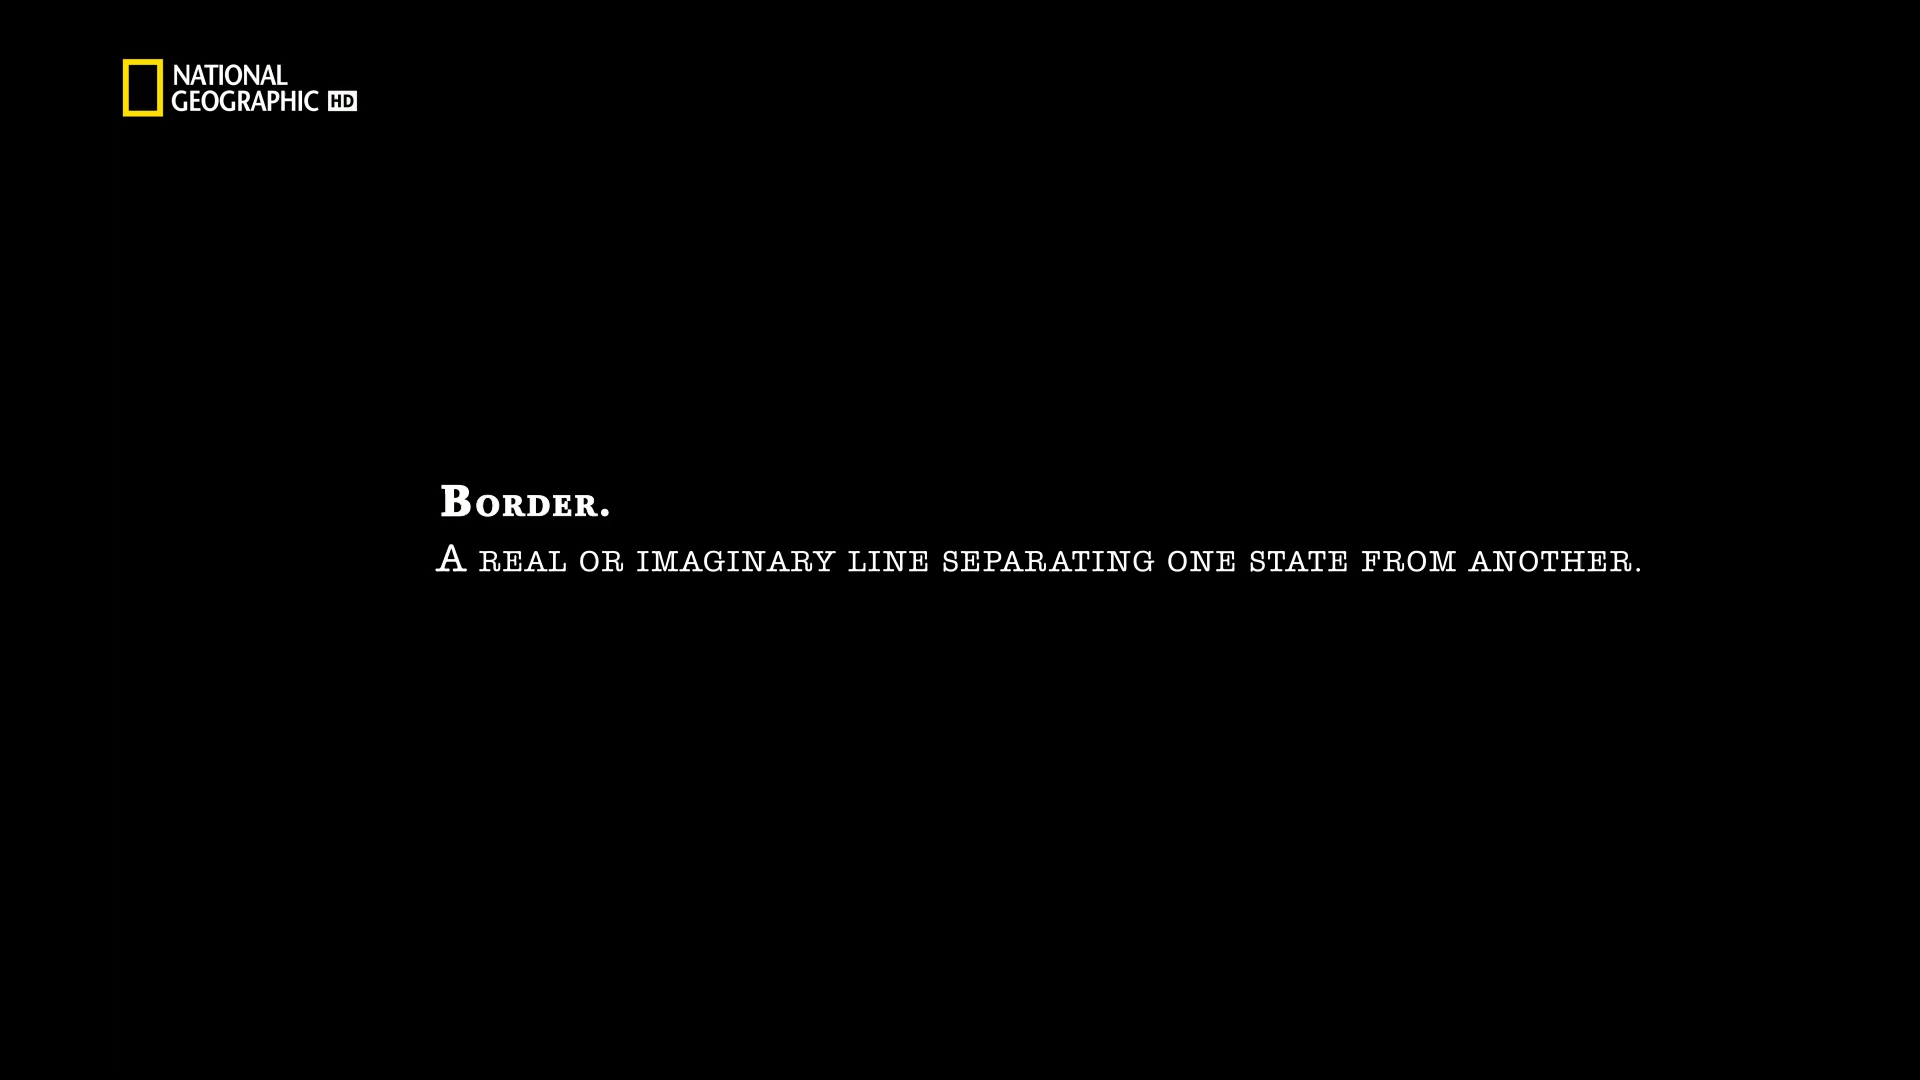 NATIONAL
GEOGRAPHIC HD
BORDER.
A REAL OR IMAGINARY LINE SEPARATING ONE STATE FROM ANOTHER.